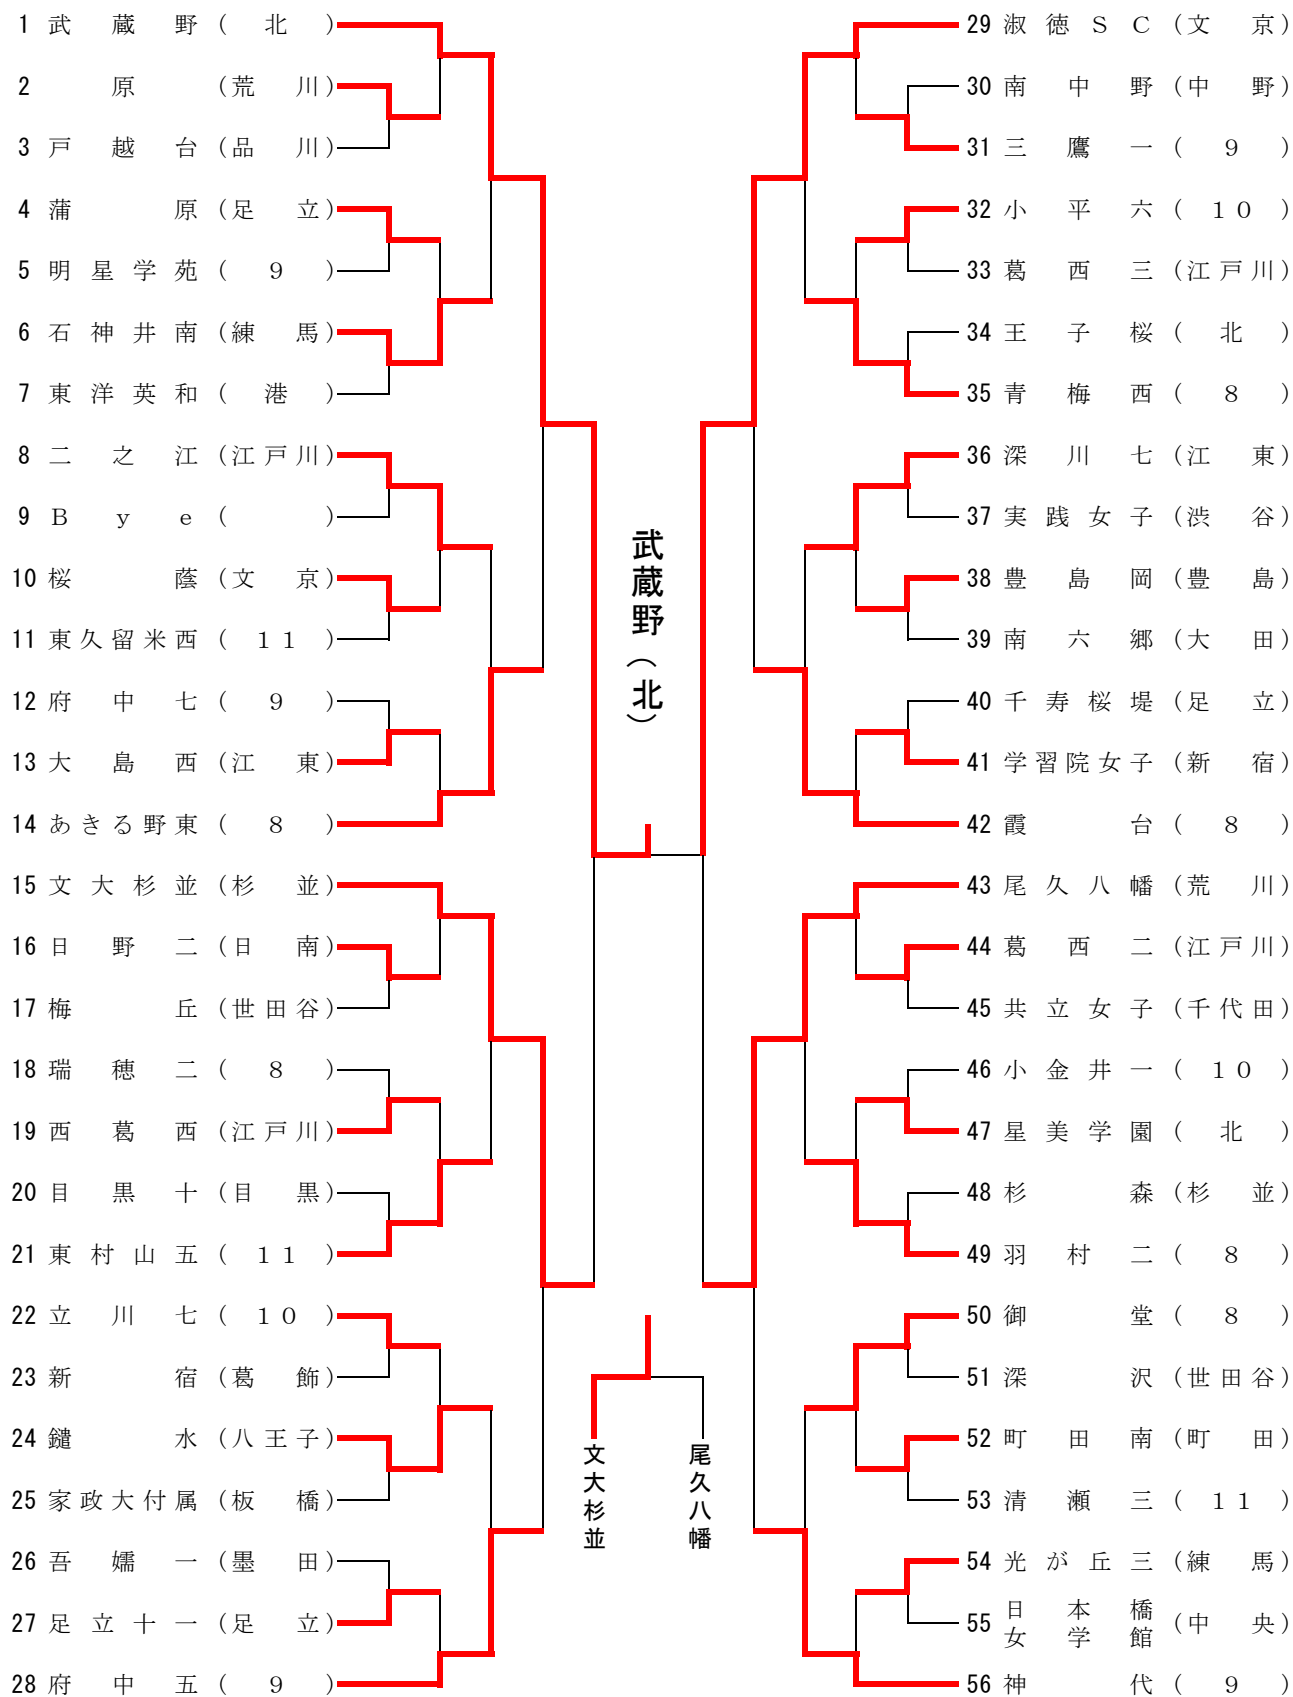 1 武蔵野(北)
2 原(荒川)
3 戸越台(品川)
4 蒲原(足立)
5 明星学苑(9)
6 石神井南(練馬)
7 東洋英和(港)
8 二之江(江戸川)
9 Bye( )
10 桜蔭(文京)
11 東久留米西(11)
12 府中七(9)
13 大島西(江東)
14 あきる野東(8)
15 文大杉並(杉並)
16 日野二(日南)
17 梅丘(世田谷)
18 瑞穂二(8)
19 西葛西(江戸川)
20 目黒十(目黒)
21 東村山五(11)
22 立川七(10)
23 新宿(葛飾)
24 鑓水(八王子)
25 家政大付属(板橋)
26 吾嬬一(墨田)
27 足立十一(足立)
28 府中五(9)
武蔵野(北)
文大杉並
尾久八幡
29 淑徳SC(文京)
30 南中野(中野)
31 三鷹一(9)
32 小平六(10)
33 葛西三(江戸川)
34 王子桜(北)
35 青梅西(8)
36 深川七(江東)
37 実践女子(渋谷)
38 豊島岡(豊島)
39 南六郷(大田)
40 千寿桜堤(足立)
41 学習院女子(新宿)
42 霞台(8)
43 尾久八幡(荒川)
44 葛西二(江戸川)
45 共立女子(千代田)
46 小金井一(10)
47 星美学園(北)
48 杉森(杉並)
49 羽村二(8)
50 御堂(8)
51 深沢(世田谷)
52 町田南(町田)
53 清瀬三(11)
54 光が丘三(練馬)
55 日本橋女学館(中央)
56 神代(9)